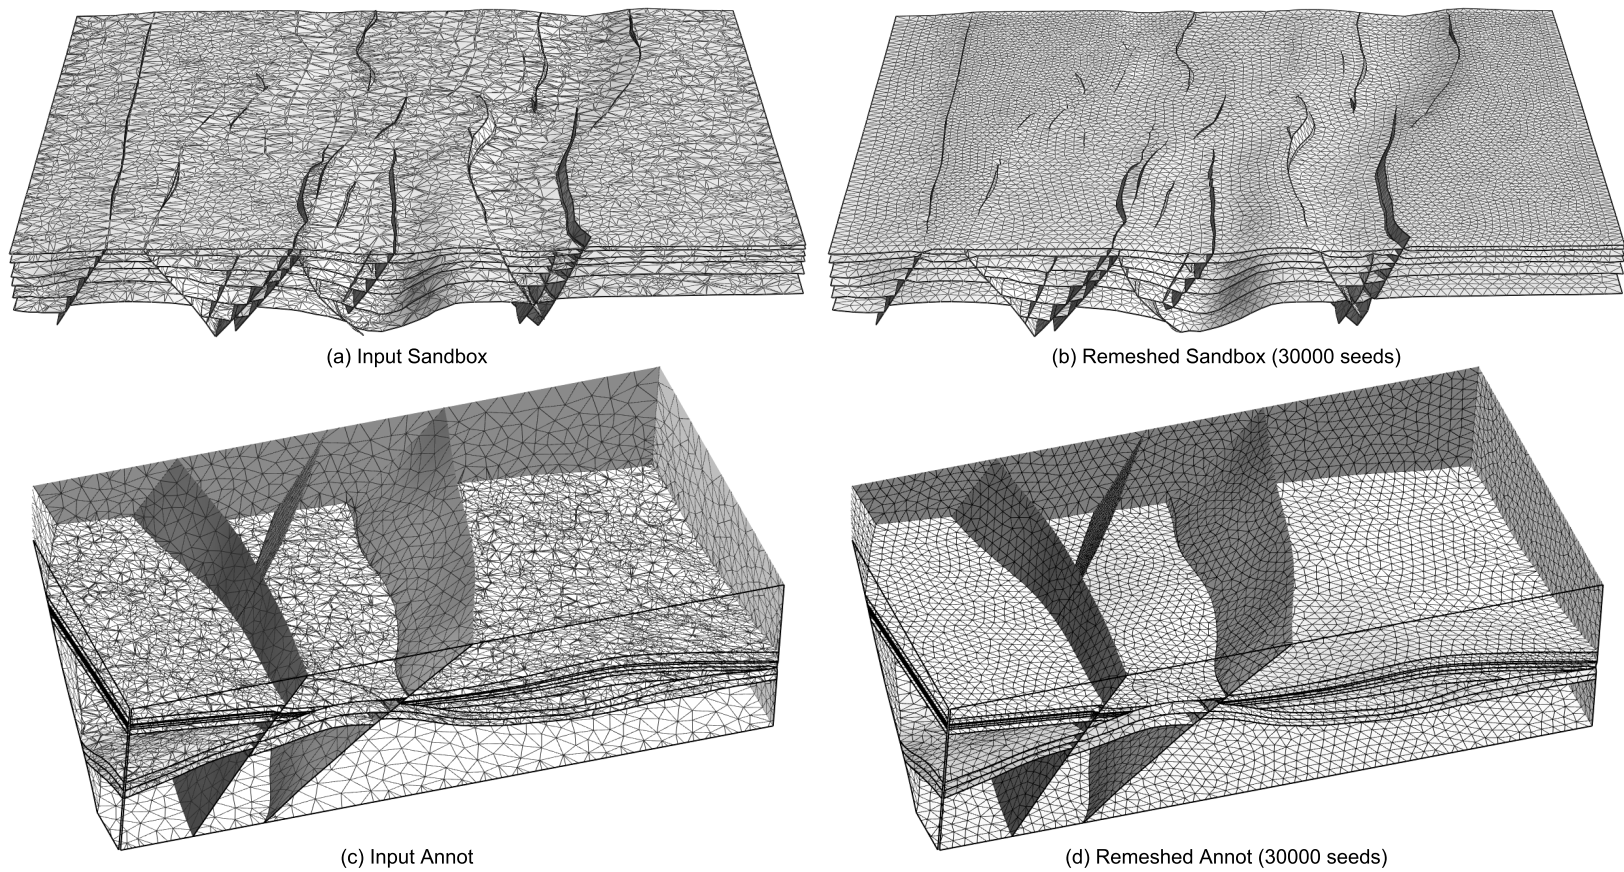 (a) Input Sandbox
(b) Remeshed Sandbox (30000 seeds)
(c) Input Annot
(d) Remeshed Annot (30000 seeds)